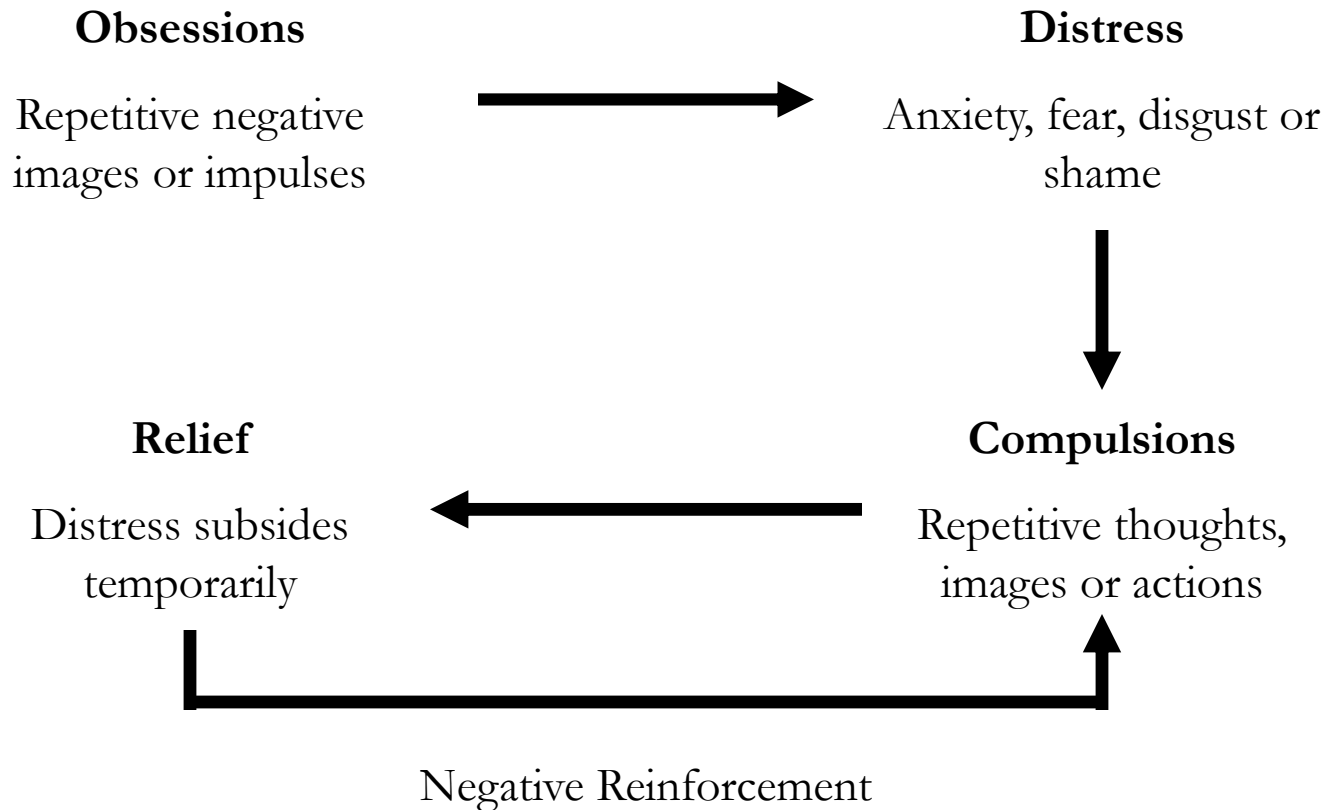 Obsessions
Repetitive negative
images or impulses
Distress
Anxiety, fear, disgust or
shame
Relief
Distress subsides
temporarily
Compulsions
Repetitive thoughts,
images or actions
Negative Reinforcement